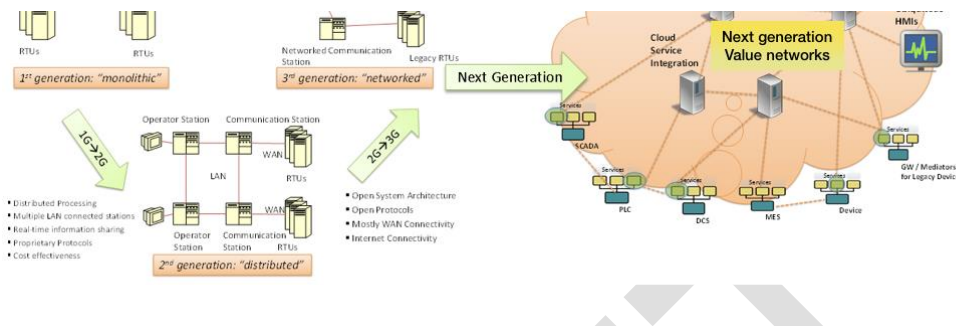 RTUs
RTUs
1st generation: "monolithic"
Networked Communication
Station
Legacy RTUs
3rd generation: "networked"
Next Generation
Cloud
Service
Integration
Next generation
Value networks
HMIs
1G→2G
Operator Station
Communication Station
WAN
RTUs
LAN
WAN
Operator
Station
Communication
Station
RTUs
2nd generation: "distributed"
▪ Distributed Processing
▪ Multiple LAN connected stations
▪ Real-time information sharing
▪ Proprietary Protocols
▪ Cost effectiveness
2G→3G
▪ Open System Architecture
▪ Open Protocols
▪ Mostly WAN Connectivity
▪ Internet Connectivity
Services
SCADA
Services
PLC
Services
DCS
Services
MES
Services
Device
Services
GW / Mediators
for Legacy Devic